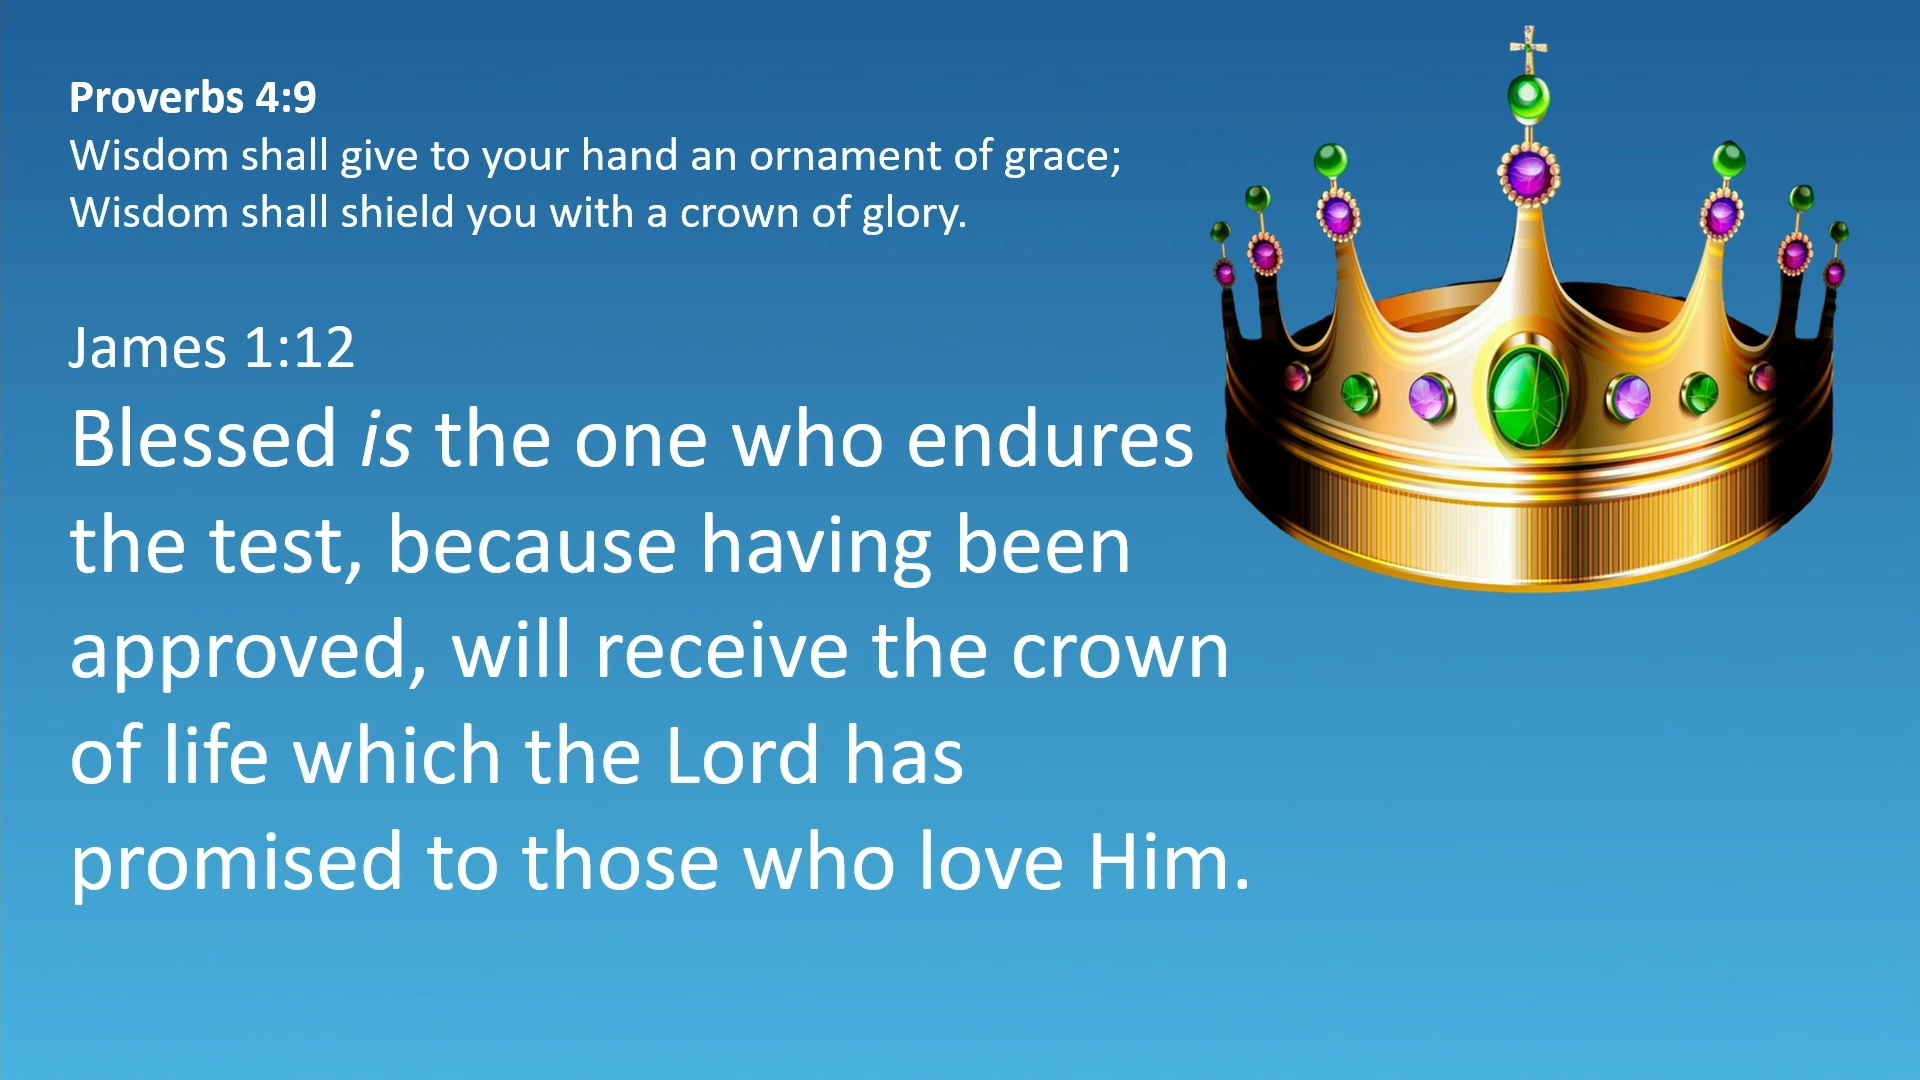 Proverbs 4:9
Wisdom shall give to your hand an ornament of grace;
Wisdom shall shield you with a crown of glory.
James 1:12
Blessed is the one who endures
the test, because having been
approved, will receive the crown
of life which the Lord has
promised to those who love Him.